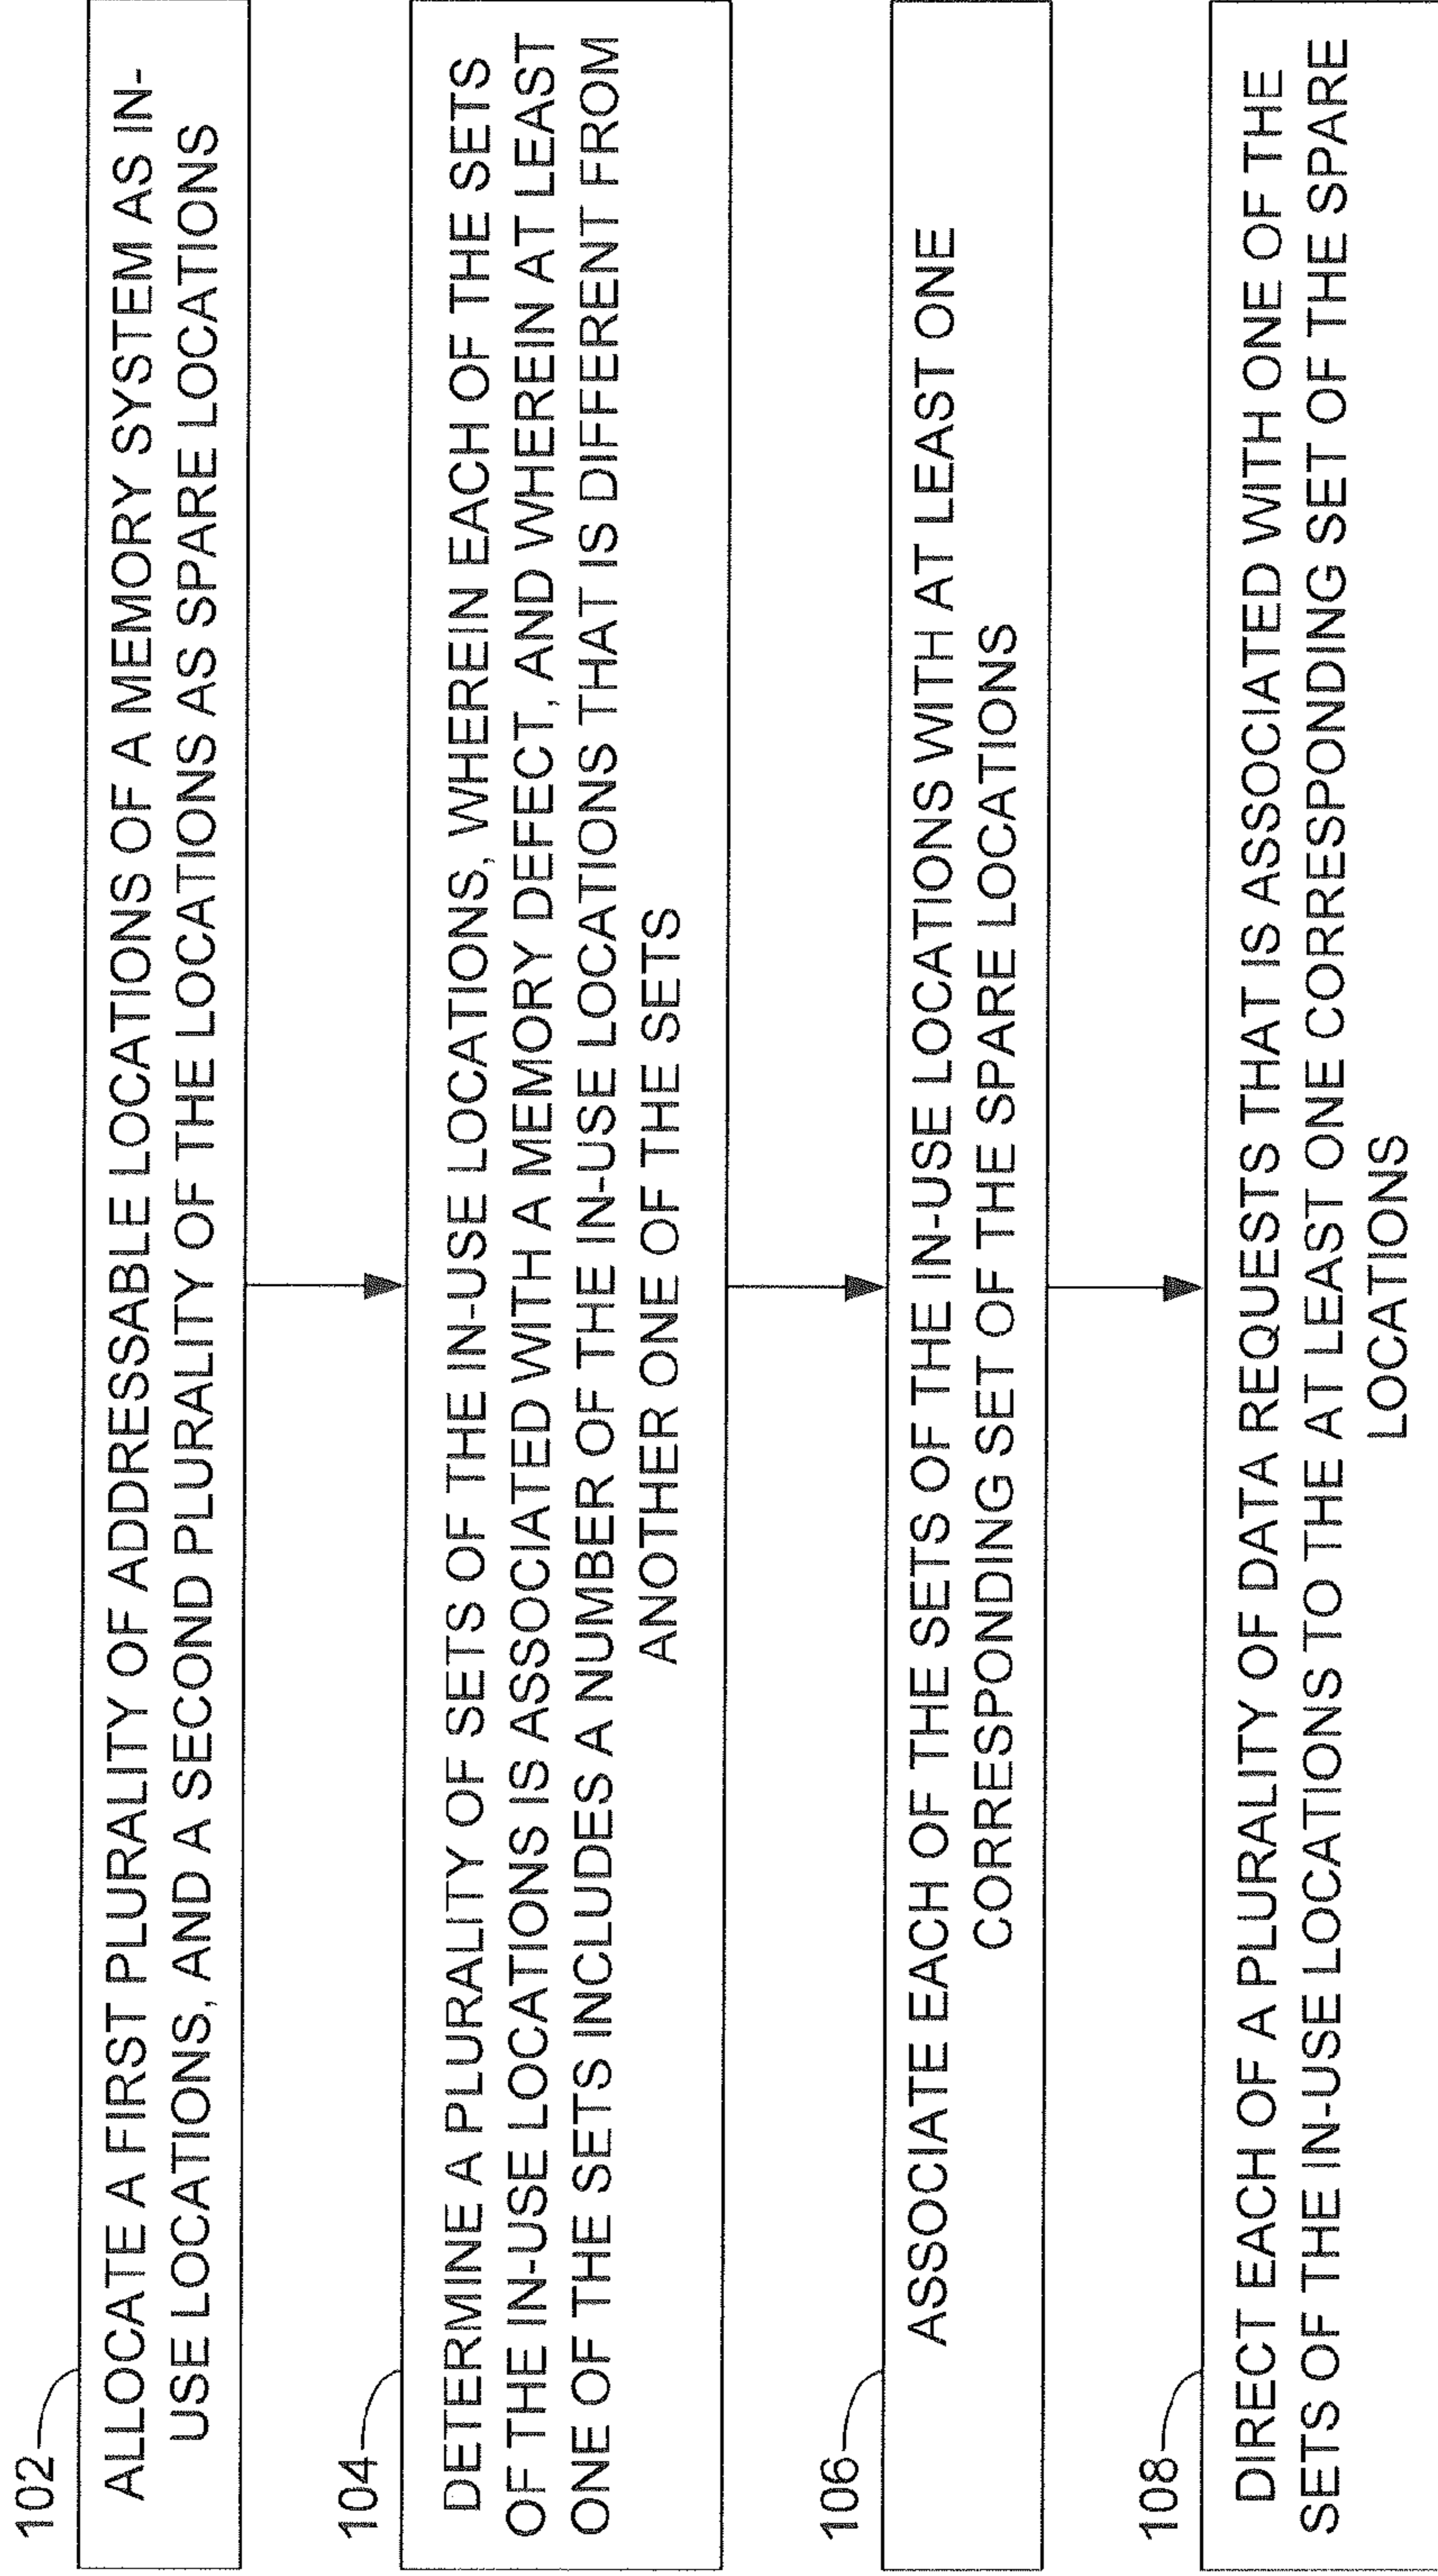 102
ALLOCATE A FIRST PLURALITY OF ADDRESSABLE LOCATIONS OF A MEMORY SYSTEM AS IN-
USE LOCATIONS, AND A SECOND PLURALITY OF THE LOCATIONS AS SPARE LOCATIONS
104
DETERMINE A PLURALITY OF SETS OF THE IN-USE LOCATIONS, WHEREIN EACH OF THE SETS
OF THE IN-USE LOCATIONS IS ASSOCIATED WITH A MEMORY DEFECT, AND WHEREIN AT LEAST
ONE OF THE SETS INCLUDES A NUMBER OF THE IN-USE LOCATIONS THAT IS DIFFERENT FROM
ANOTHER ONE OF THE SETS
106
ASSOCIATE EACH OF THE SETS OF THE IN-USE LOCATIONS WITH AT LEAST ONE
CORRESPONDING SET OF THE SPARE LOCATIONS
108
DIRECT EACH OF A PLURALITY OF DATA REQUESTS THAT IS ASSOCIATED WITH ONE OF THE
SETS OF THE IN-USE LOCATIONS TO THE AT LEAST ONE CORRESPONDING SET OF THE SPARE
LOCATIONS